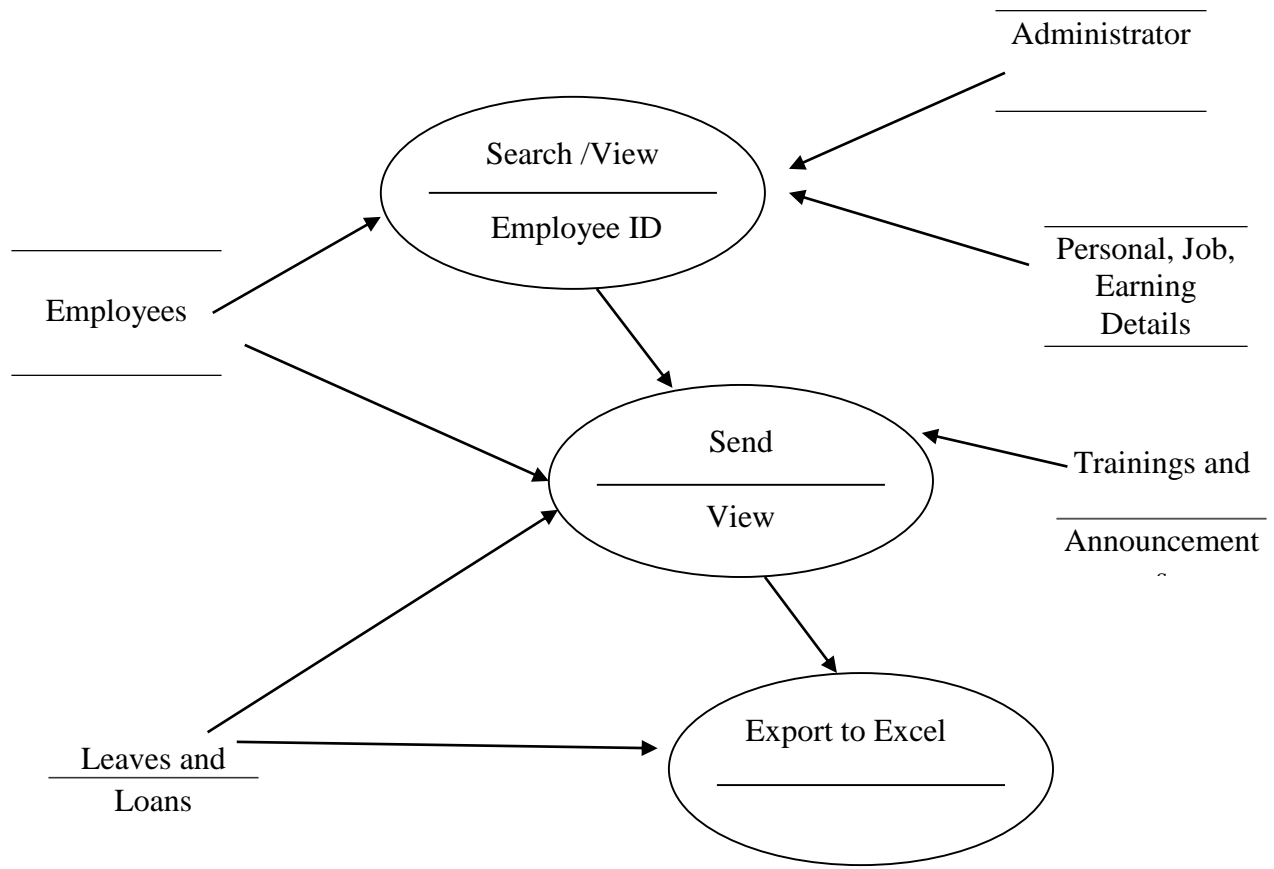 Administrator
Search /View
Employee ID
Personal, Job,
Earning
Details
Employees
Send
View
Trainings and
Announcement
s
Export to Excel
Leaves and
Loans